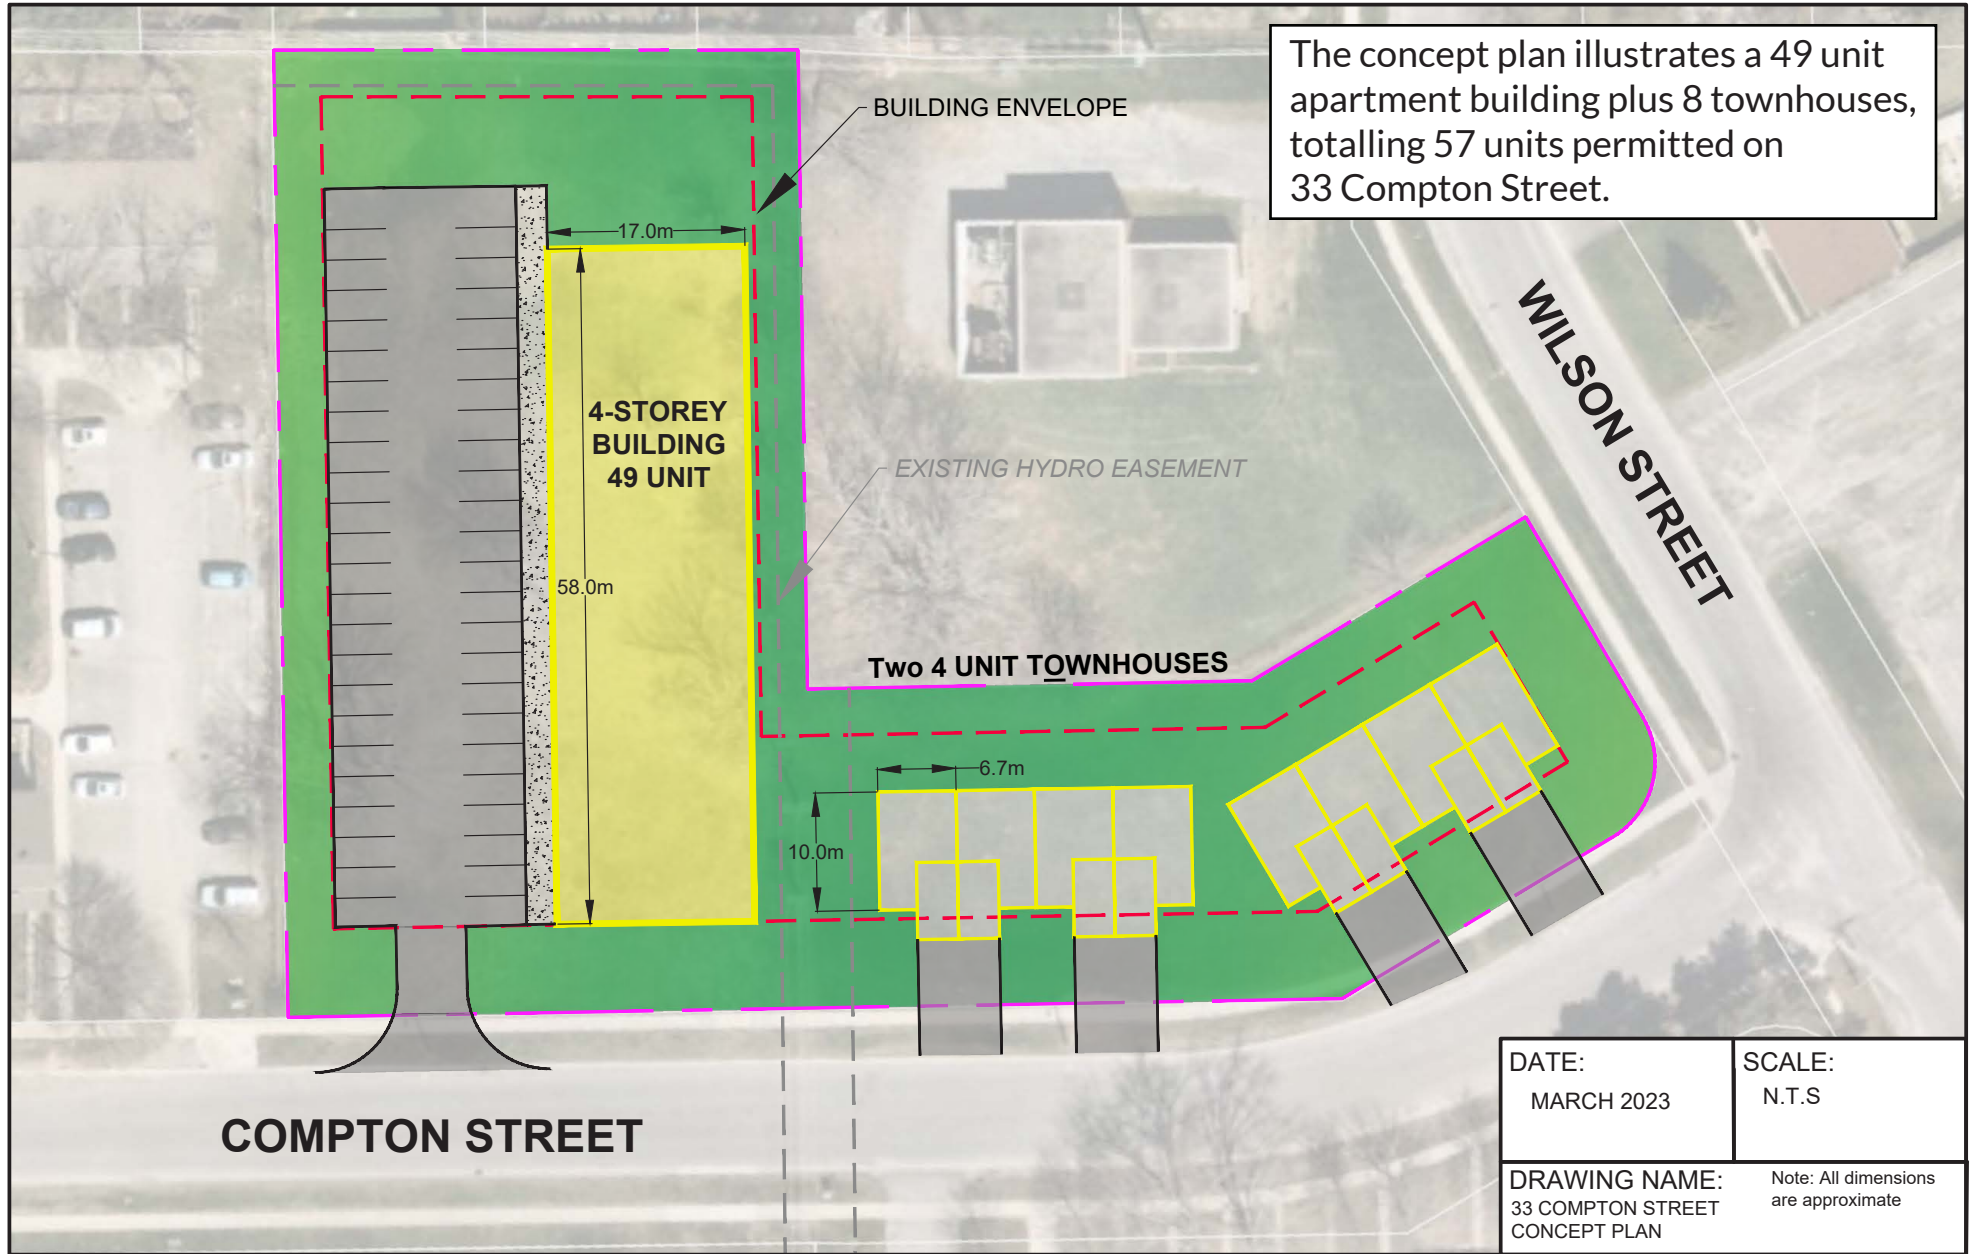 The concept plan illustrates a 49 unit
apartment building plus 8 townhouses,
totalling 57 units permitted on
33 Compton Street.
BUILDING ENVELOPE
17.0m
4-STOREY
BUILDING
49 UNIT
EXISTING HYDRO EASEMENT
58.0m
WILSON STREET
Two 4 UNIT TOWNHOUSES
6.7m
10.0m
COMPTON STREET
DATE:
MARCH 2023
SCALE:
N.T.S
DRAWING NAME:
33 COMPTON STREET
CONCEPT PLAN
Note: All dimensions
are approximate